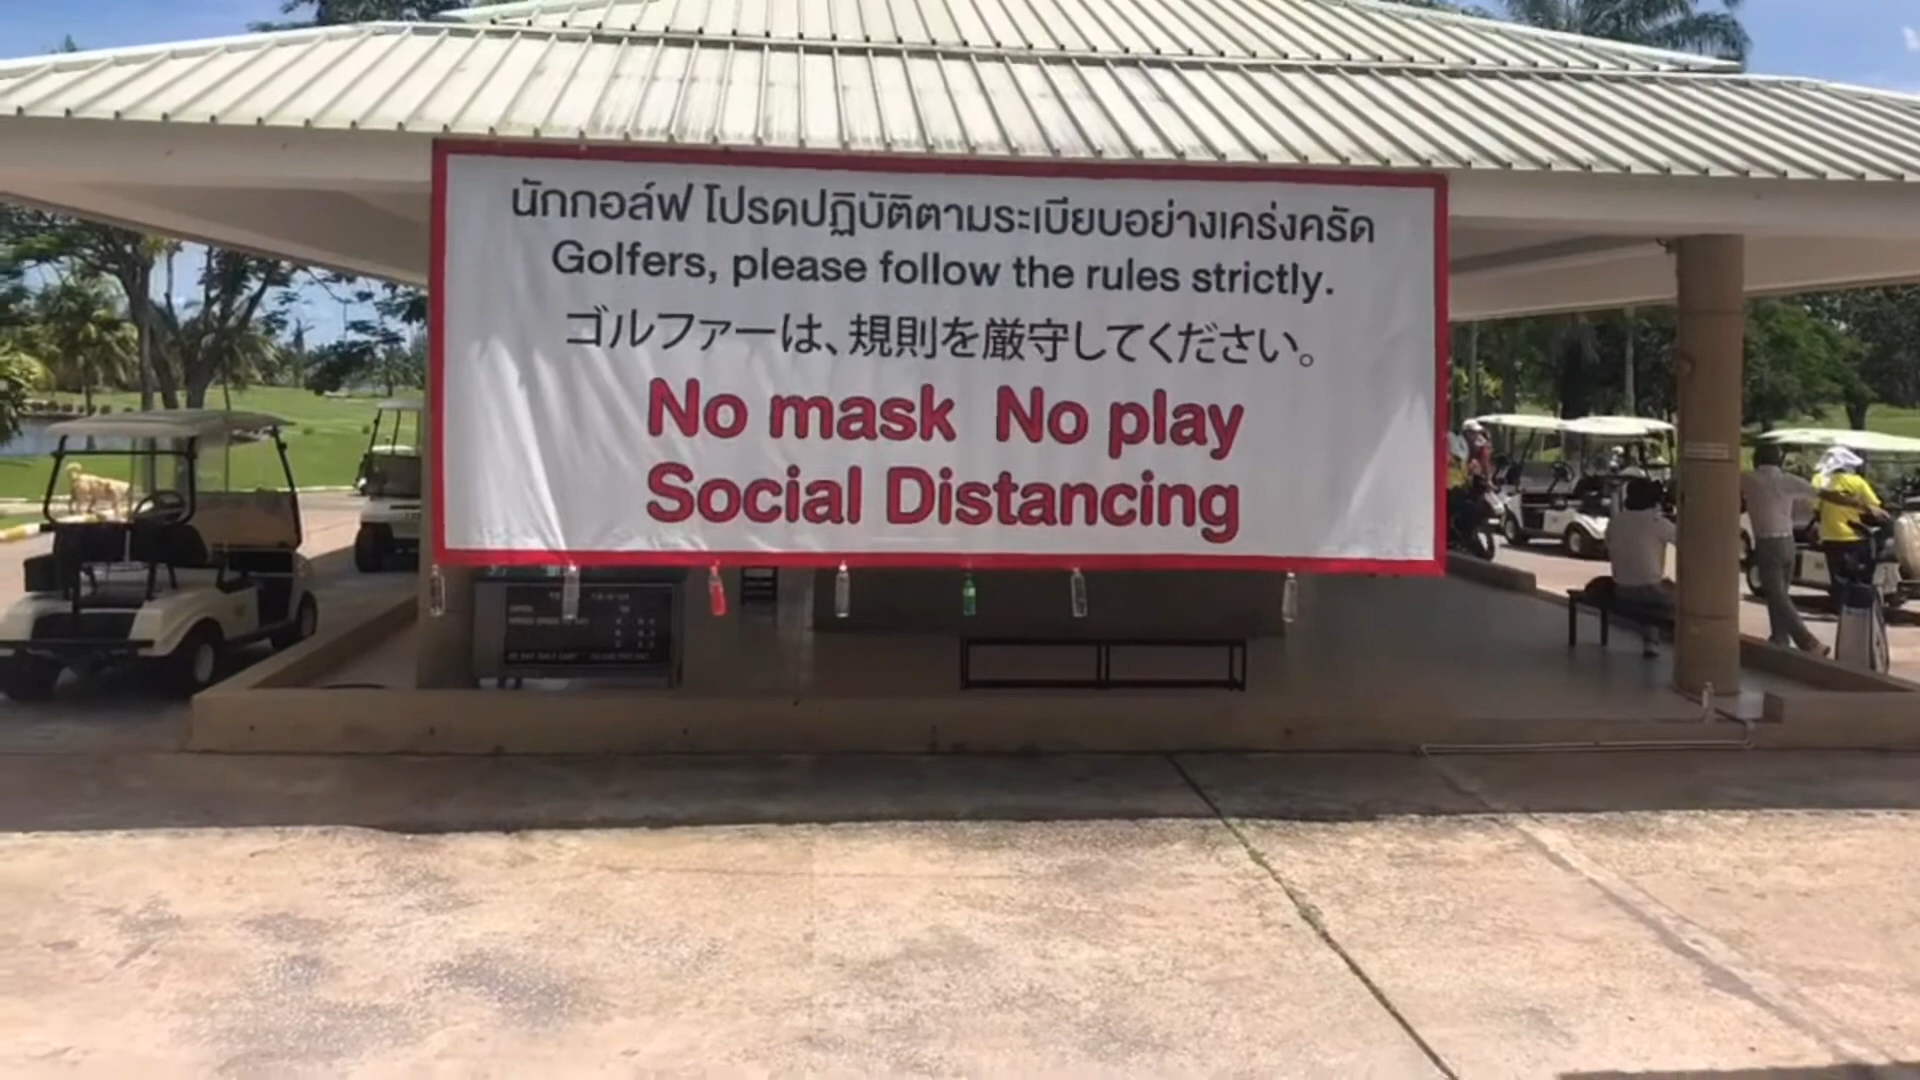 นักกอล์ฟ โปรดปฏิบัติตามระเบียบอย่างเคร่งครัด
Golfers, please follow the rules strictly.
ゴルファーは、規則を厳守してください。
No mask No play
Social Distancing